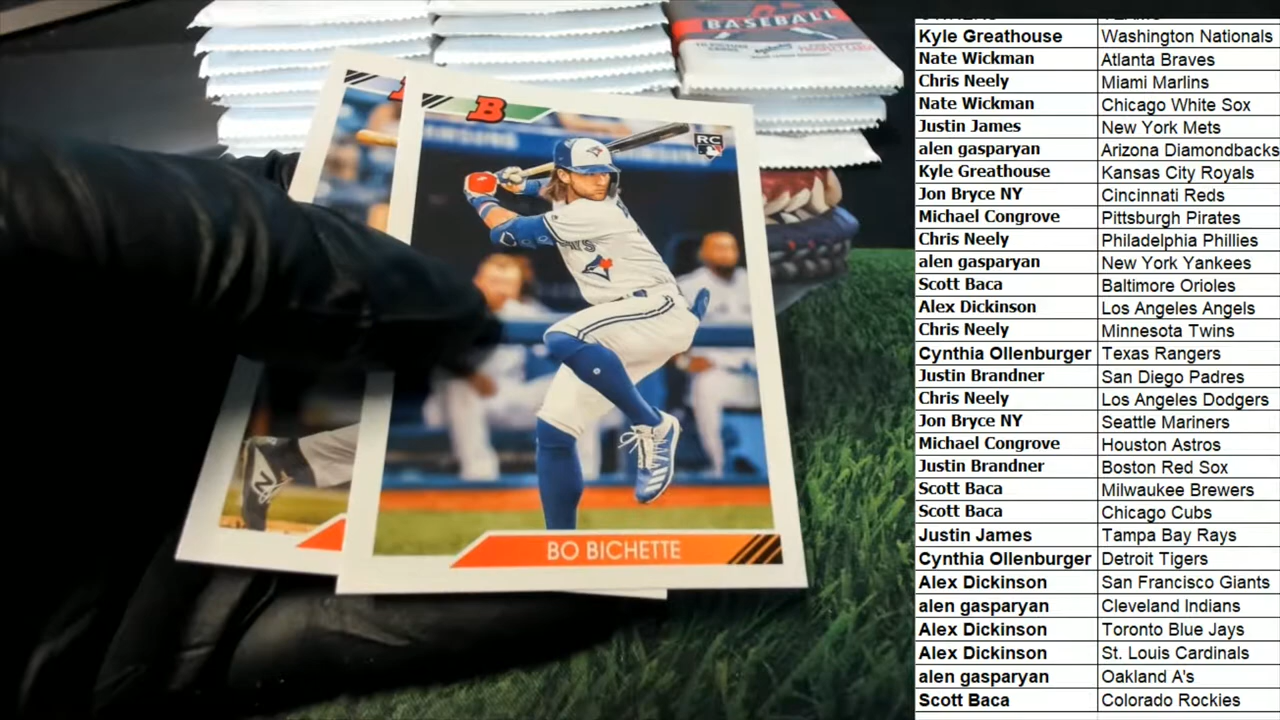 BASEBALL
B
RC
BO BICHETTE
Kyle Greathouse Washington Nationals
Nate Wickman Atlanta Braves
Chris Neely Miami Marlins
Nate Wickman Chicago White Sox
Justin James New York Mets
alen gasparyan Arizona Diamondbacks
Kyle Greathouse Kansas City Royals
Jon Bryce NY Cincinnati Reds
Michael Congrove Pittsburgh Pirates
Chris Neely Philadelphia Phillies
alen gasparyan New York Yankees
Scott Baca Baltimore Orioles
Alex Dickinson Los Angeles Angels
Chris Neely Minnesota Twins
Cynthia Ollenburger Texas Rangers
Justin Brandner San Diego Padres
Chris Neely Los Angeles Dodgers
Jon Bryce NY Seattle Mariners
Michael Congrove Houston Astros
Justin Brandner Boston Red Sox
Scott Baca Milwaukee Brewers
Scott Baca Chicago Cubs
Justin James Tampa Bay Rays
Cynthia Ollenburger Detroit Tigers
Alex Dickinson San Francisco Giants
alen gasparyan Cleveland Indians
Alex Dickinson Toronto Blue Jays
Alex Dickinson St. Louis Cardinals
alen gasparyan Oakland A's
Scott Baca Colorado Rockies